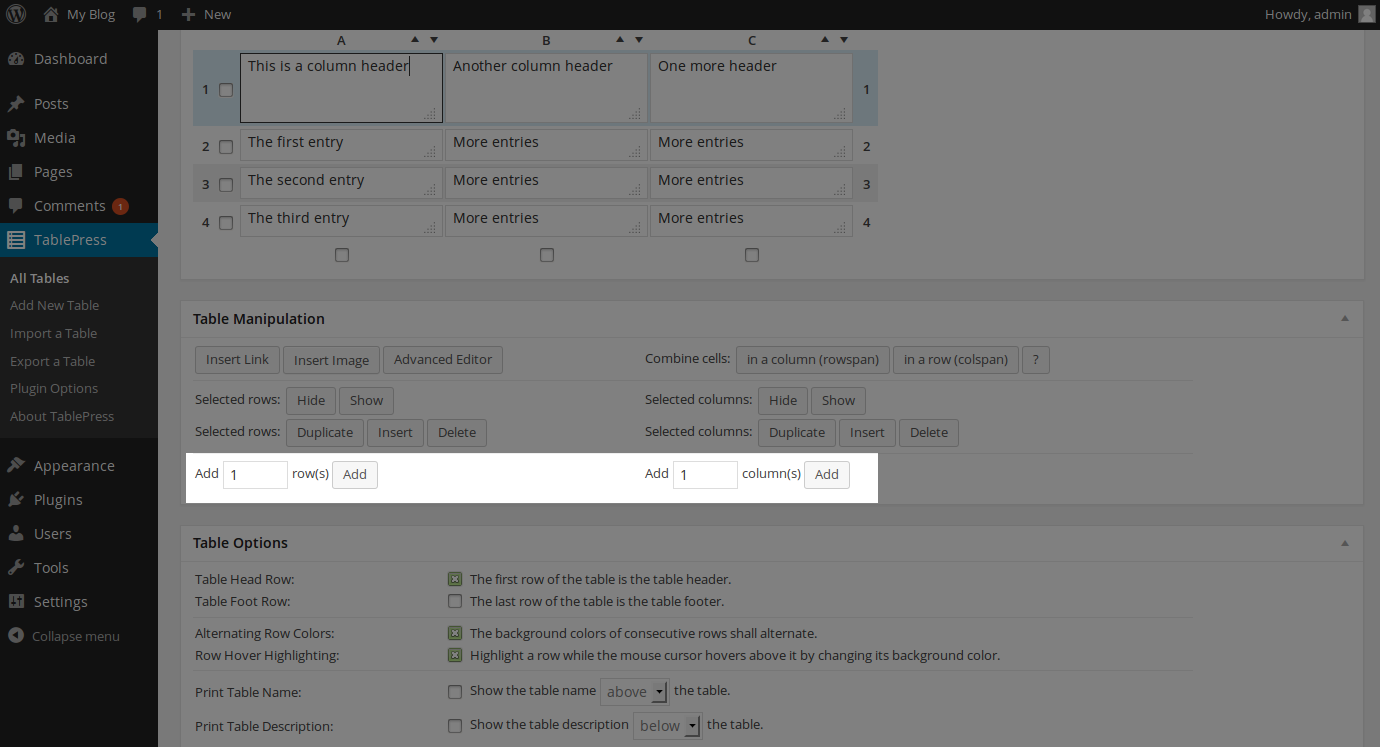 My Blog 1 New Howdy, admin
Dashboard
Posts
Media
Pages
Comments 1
TablePress
All Tables
Add New Table
Import a Table
Export a Table
Plugin Options
About TablePress
Appearance
Plugins
Users
Tools
Settings
Collapse menu
A B C
1 This is a column header Another column header One more header 1
2 The first entry More entries More entries 2
3 The second entry More entries More entries 3
4 The third entry More entries More entries 4
Table Manipulation
Insert Link Insert Image Advanced Editor Combine cells: in a column (rowspan) in a row (colspan) ?
Selected rows: Hide Show Selected columns: Hide Show
Selected rows: Duplicate Insert Delete Selected columns: Duplicate Insert Delete
Add 1 row(s) Add Add 1 column(s) Add
Table Options
Table Head Row: The first row of the table is the table header.
Table Foot Row: The last row of the table is the table footer.
Alternating Row Colors: The background colors of consecutive rows shall alternate.
Row Hover Highlighting: Highlight a row while the mouse cursor hovers above it by changing its background color.
Print Table Name: Show the table name above the table.
Print Table Description: Show the table description below the table.